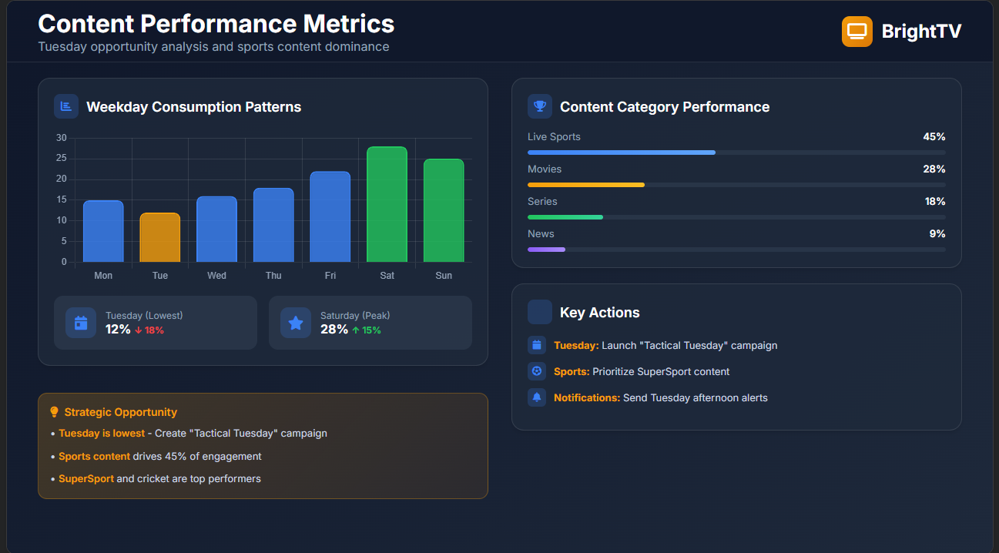 Content Performance Metrics
Tuesday opportunity analysis and sports content dominance
BrightTV
Weekday Consumption Patterns
30
25
20
15
10
5
0
Mon Tue Wed Thu Fri Sat Sun
Tuesday (Lowest)
12% ↓ 18%
Saturday (Peak)
28% ↑ 15%
Strategic Opportunity
• Tuesday is lowest - Create "Tactical Tuesday" campaign
• Sports content drives 45% of engagement
• SuperSport and cricket are top performers
Content Category Performance
Live Sports 45%
Movies 28%
Series 18%
News 9%
Key Actions
Tuesday: Launch "Tactical Tuesday" campaign
Sports: Prioritize SuperSport content
Notifications: Send Tuesday afternoon alerts